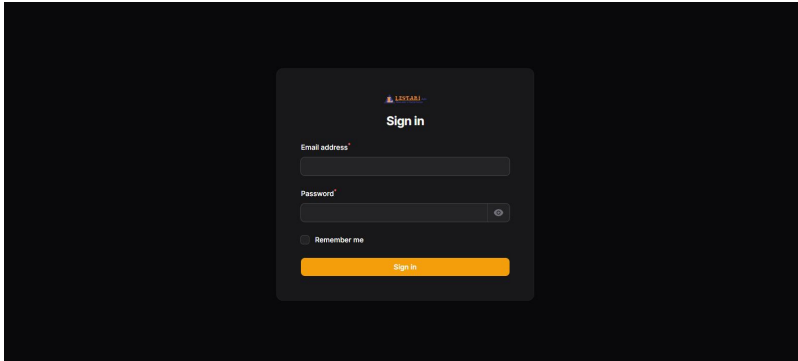 LESTARI
Sign in
Email address*
Password*
Remember me
Sign in